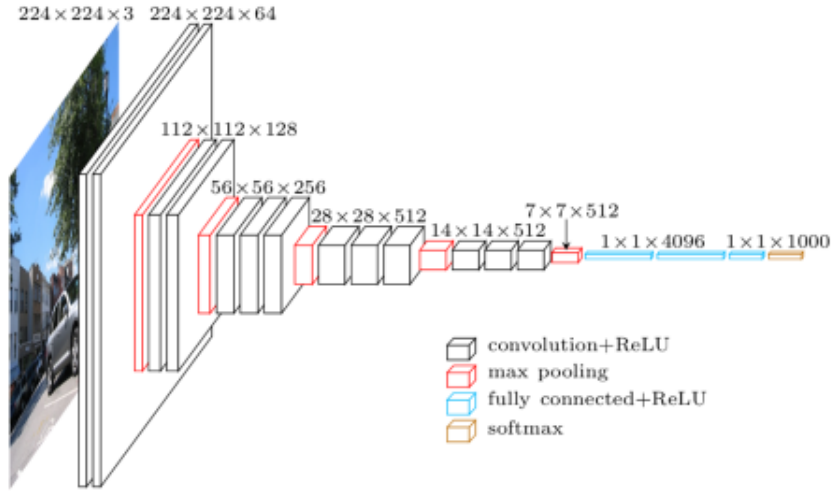 224×224×3
224×224×64
112×112×128
56×56×256
28×28×512
14×14×512
7×7×512
1×1×4096
1×1×1000
convolution+ReLU
max pooling
fully connected+ReLU
softmax